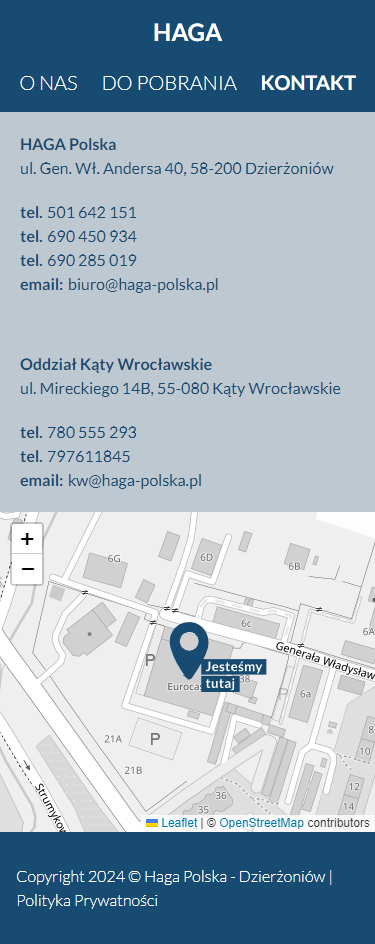 HAGA
O NAS DO POBRANIA KONTAKT
HAGA Polska
ul. Gen. Wł. Andersa 40, 58-200 Dzierżoniów
tel. 501 642 151
tel. 690 450 934
tel. 690 285 019
email: biuro@haga-polska.pl
Oddział Kąty Wrocławskie
ul. Mireckiego 14B, 55-080 Kąty Wrocławskie
tel. 780 555 293
tel. 797611845
email: kw@haga-polska.pl
+
−
6G
6D
6B
6c
6A
Generała Władysław
P
Jesteśmy
tutaj
38
6a
21A
P
21B
8
10
12
14
35
36
Strumykow
Leaflet | © OpenStreetMap contributors
Copyright 2024 © Haga Polska - Dzierżoniów |
Polityka Prywatności